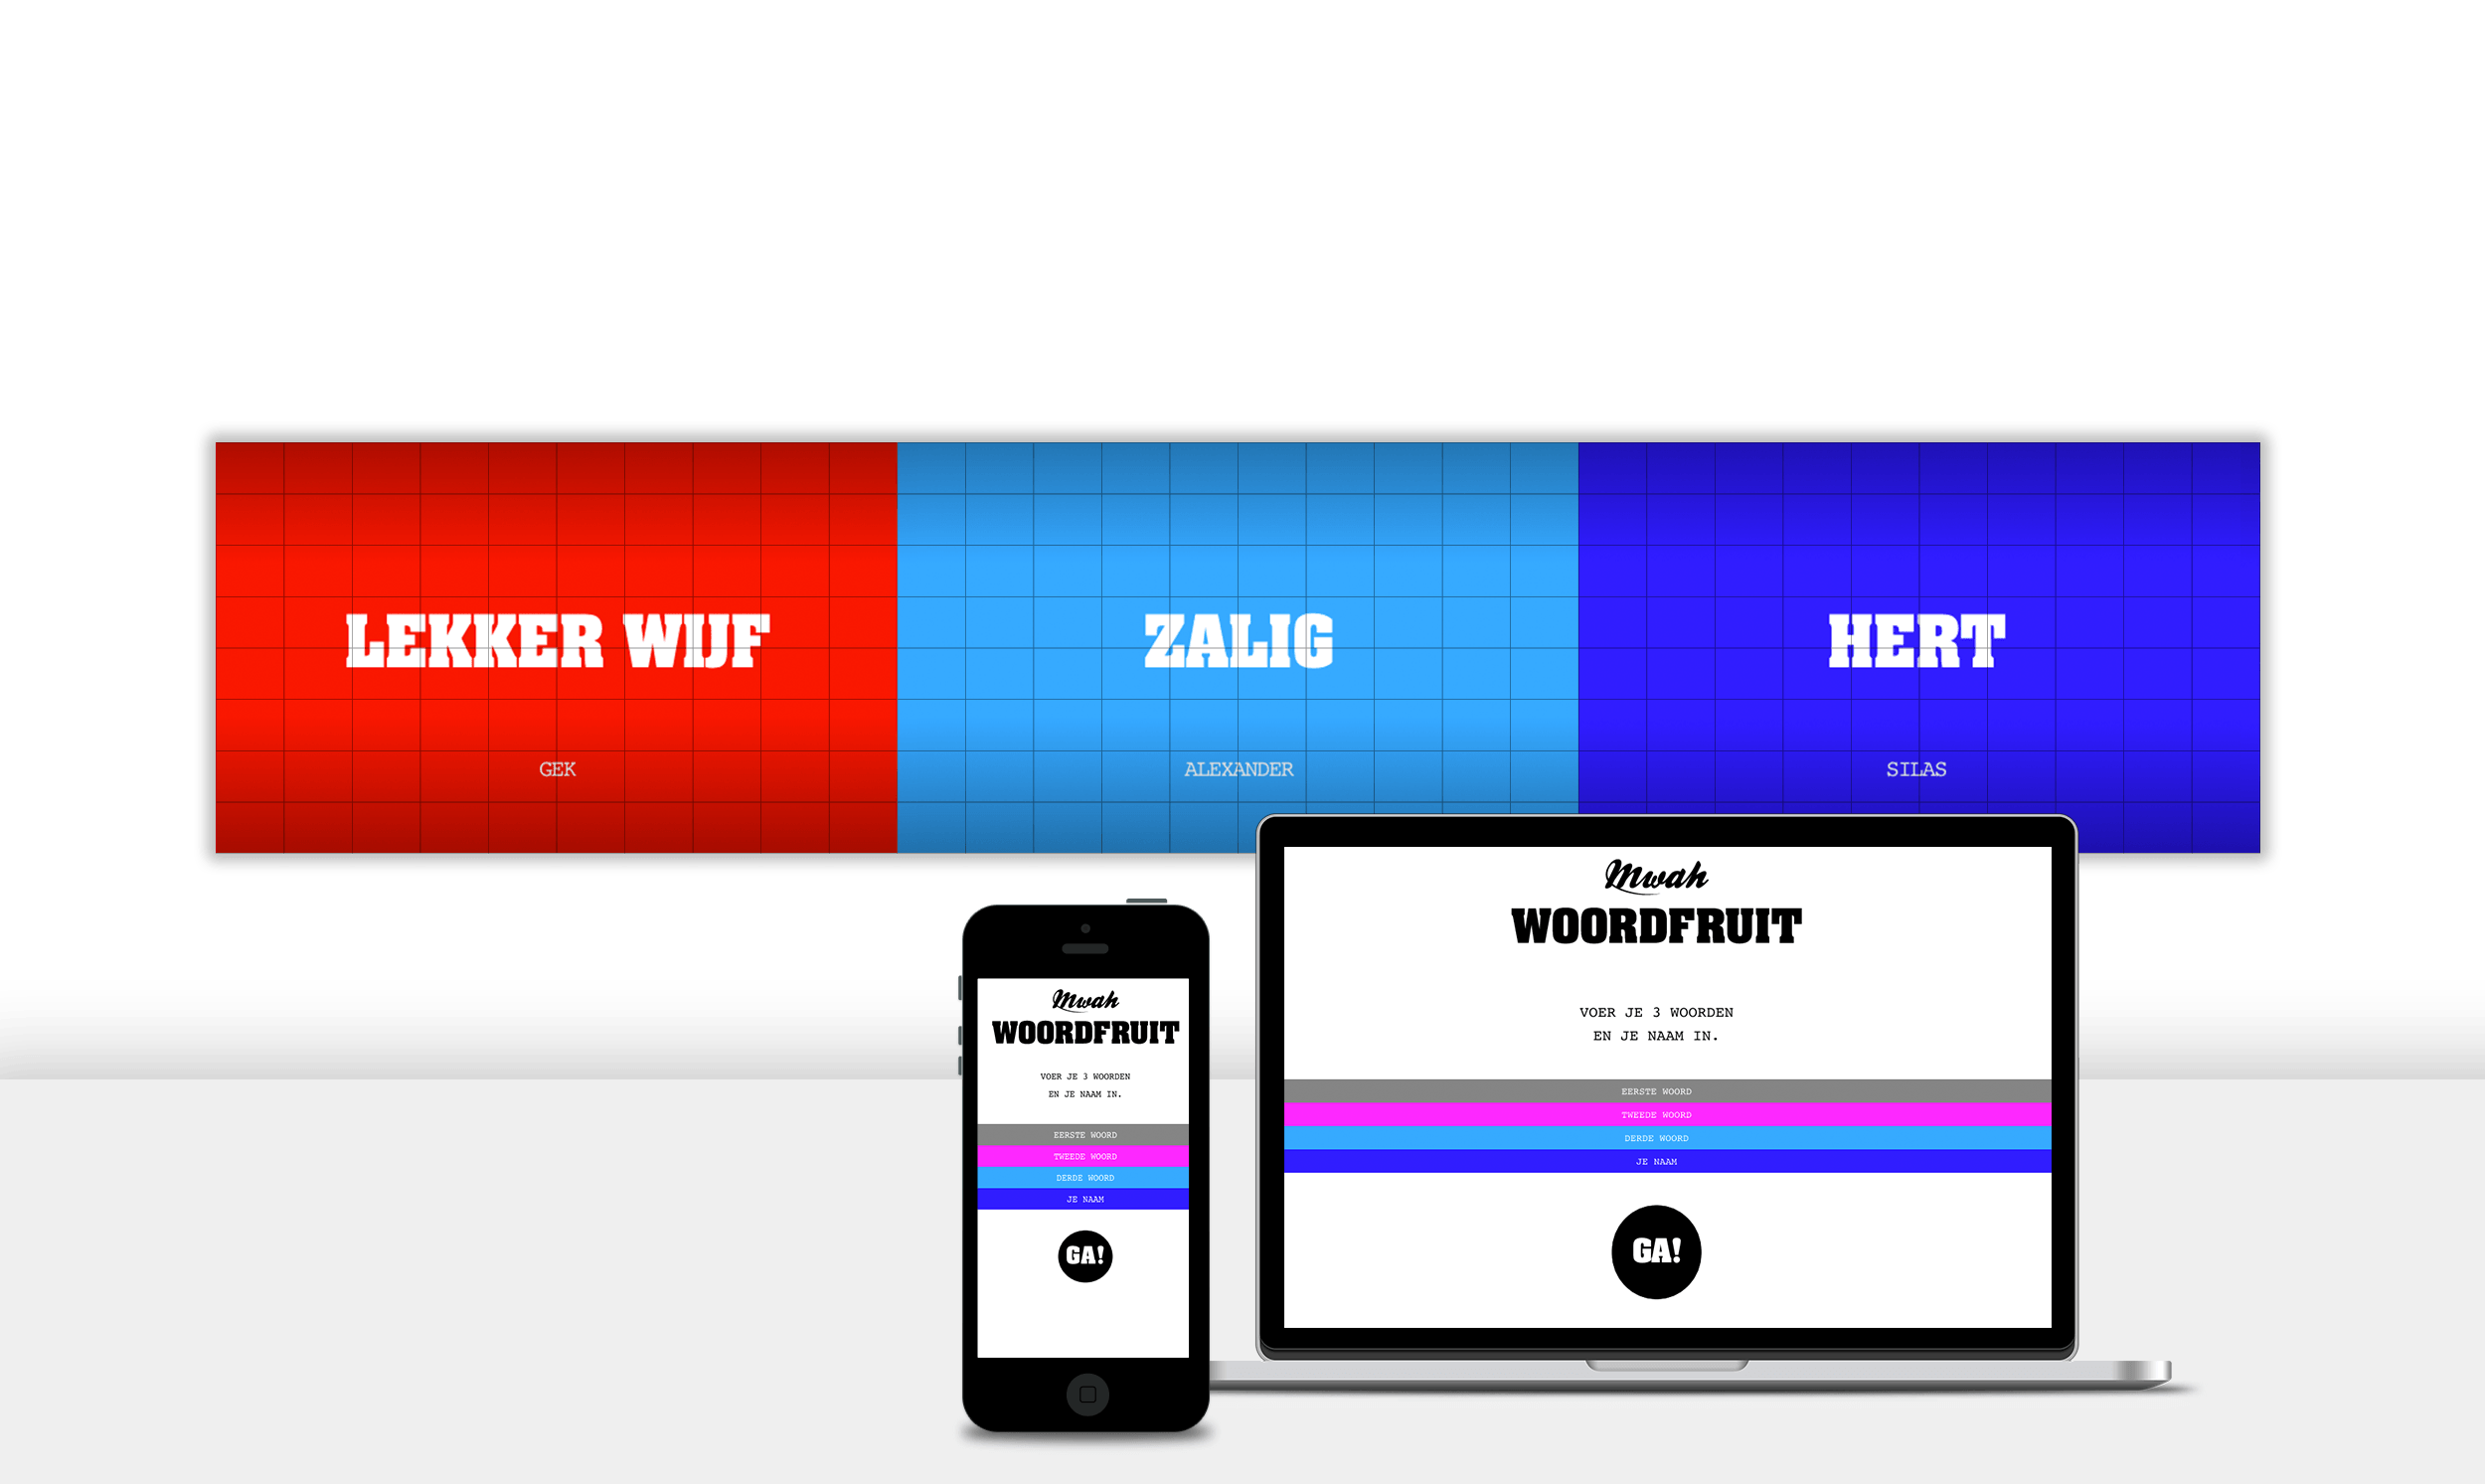 LEKKER WIJF
ZALIG
HERT
GEK
ALEXANDER
SILAS
Mwah
WOORDFRUIT
VOER JE 3 WOORDEN
EN JE NAAM IN.
EERSTE WOORD
TWEEDE WOORD
DERDE WOORD
JE NAAM
GA!
Mwah
WOORDFRUIT
VOER JE 3 WOORDEN
EN JE NAAM IN.
EERSTE WOORD
TWEEDE WOORD
DERDE WOORD
JE NAAM
GA!